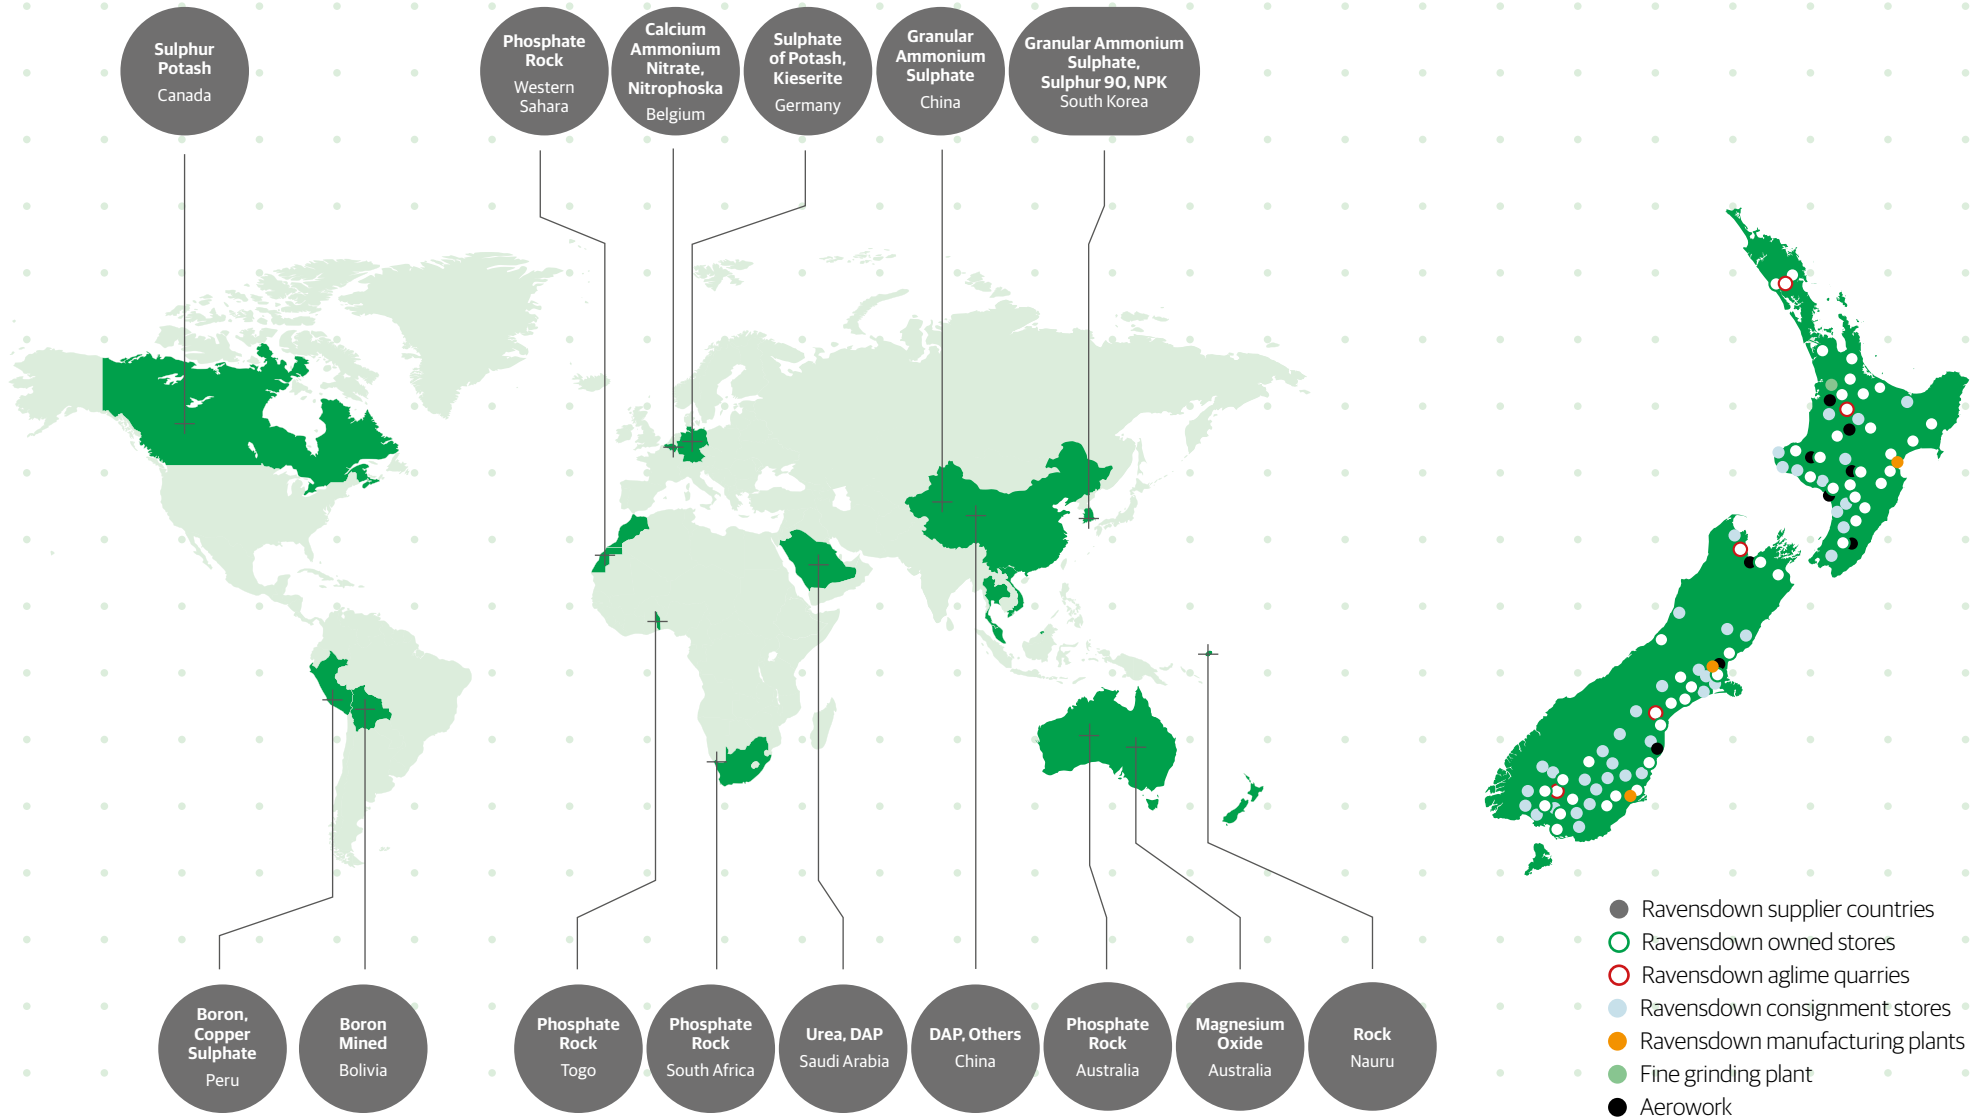 Sulphur
Potash
Canada
Phosphate
Rock
Western
Sahara
Calcium
Ammonium
Nitrate,
Nitrophoska
Belgium
Sulphate
of Potash,
Kieserite
Germany
Granular
Ammonium
Sulphate
China
Granular Ammonium
Sulphate,
Sulphur 90, NPK
South Korea
Boron,
Copper
Sulphate
Peru
Boron
Mined
Bolivia
Phosphate
Rock
Togo
Phosphate
Rock
South Africa
Urea, DAP
Saudi Arabia
DAP, Others
China
Phosphate
Rock
Australia
Magnesium
Oxide
Australia
Rock
Nauru
Ravensdown supplier countries
Ravensdown owned stores
Ravensdown aglime quarries
Ravensdown consignment stores
Ravensdown manufacturing plants
Fine grinding plant
Aerowork